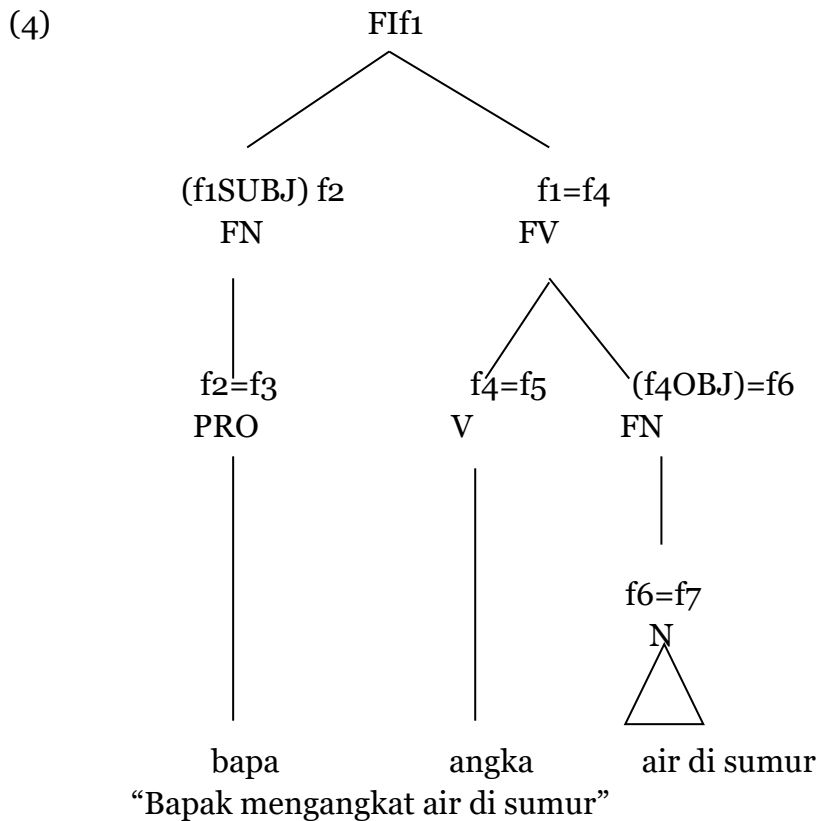 (4) FIf1
(f1SUBJ) f2 f1=f4
FN FV
f2=f3 f4=f5 (f4OBJ)=f6
PRO V FN
f6=f7
N
bapa angka air di sumur
“Bapak mengangkat air di sumur”